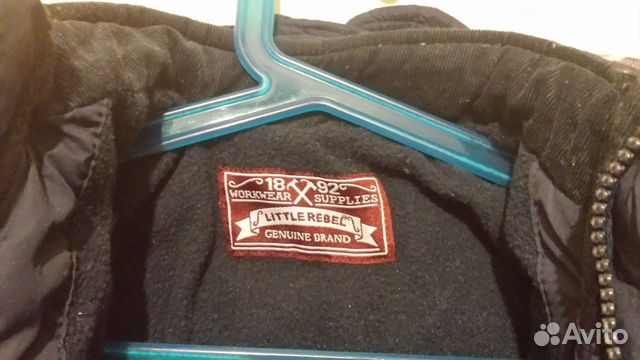 18 92
WORKWEAR SUPPLIES
LITTLE REBEL
GENUINE BRAND
Avito